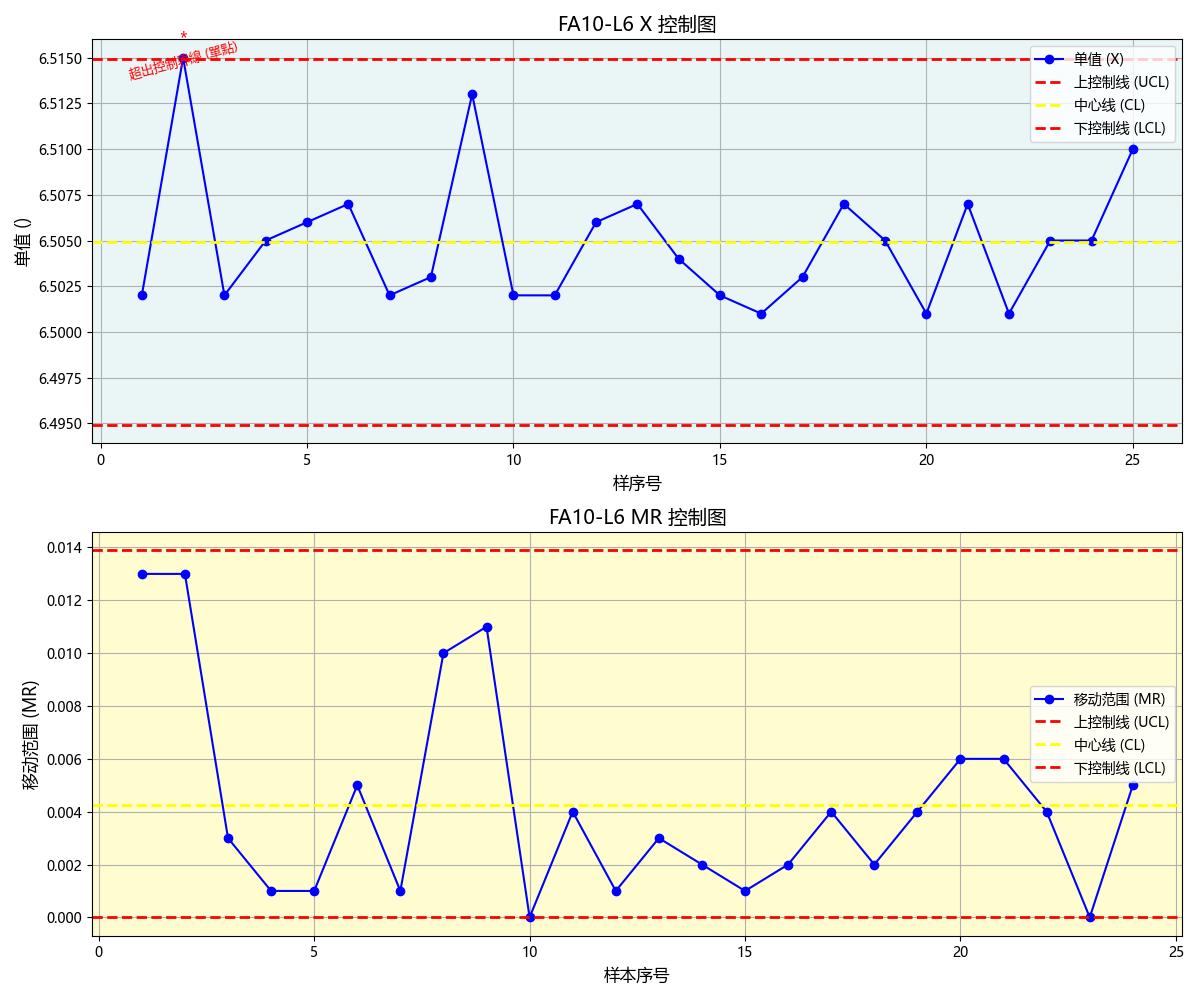 FA10-L6 X 控制图
*
超出控制界線 (單點)
单值 (X)
上控制线 (UCL)
中心线 (CL)
下控制线 (LCL)
单值 ()
6.5150
6.5125
6.5100
6.5075
6.5050
6.5025
6.5000
6.4975
6.4950
0 5 10 15 20 25
样序号
FA10-L6 MR 控制图
移动范围 (MR)
上控制线 (UCL)
中心线 (CL)
下控制线 (LCL)
移动范围 (MR)
0.014
0.012
0.010
0.008
0.006
0.004
0.002
0.000
0 5 10 15 20 25
样本序号